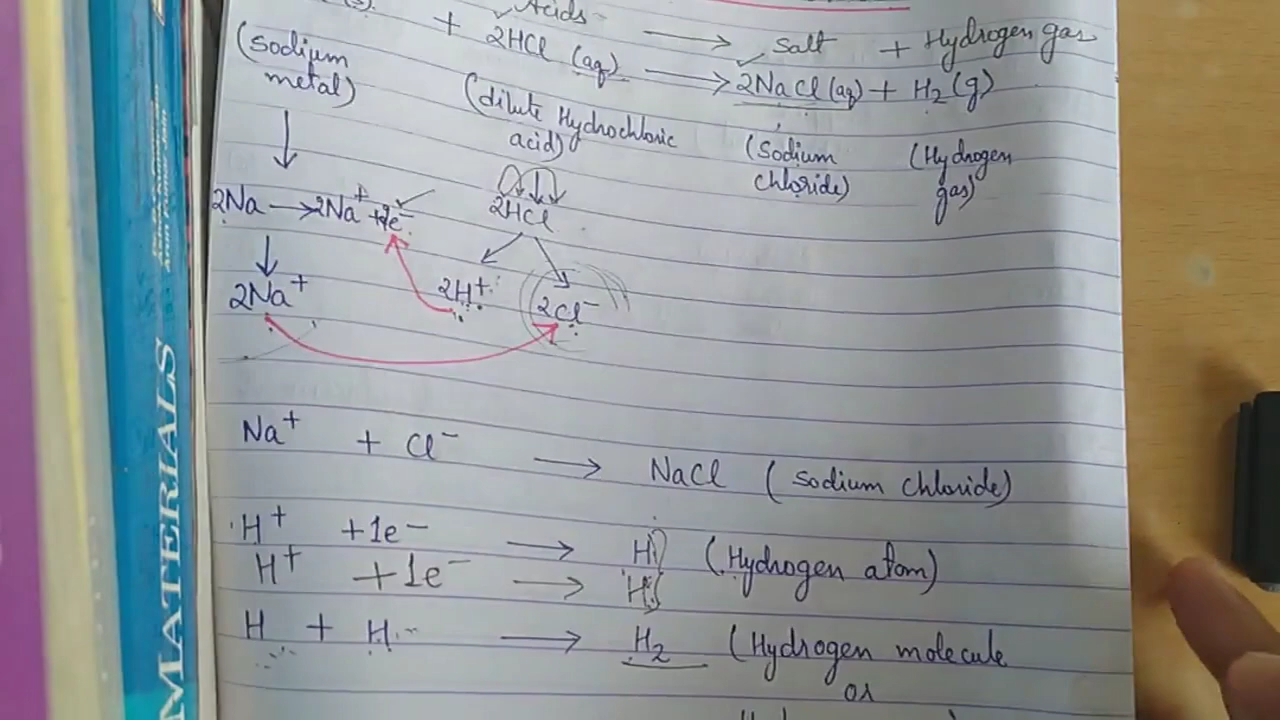 Acids → Salt + Hydrogen gas
+ 2HCl (aq) → 2NaCl (aq) + H₂ (g)
(Sodium metal)
(dilute Hydrochloric acid)
(Sodium chloride)
(Hydrogen gas)
2Na → 2Na⁺ + 2e⁻
2HCl
2Na⁺
2H⁺
2Cl⁻
Na⁺ + Cl⁻ → NaCl (Sodium chloride)
H⁺ + 1e⁻ → H (Hydrogen atom)
H⁺ + 1e⁻ → H
H + H → H₂ (Hydrogen molecule
or
MATERIALS